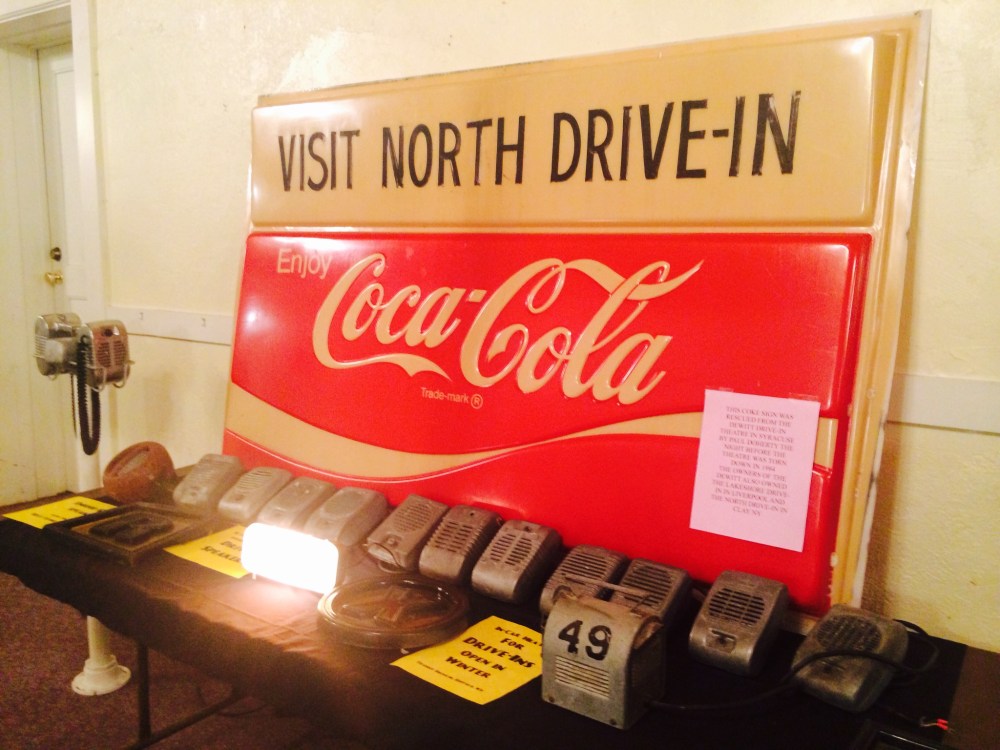 VISIT NORTH DRIVE-IN
Enjoy
Coca-Cola
Trade-mark ®
THIS COKE SIGN WAS
RESCUED FROM THE
DEWITT DRIVE-IN
THEATRE IN SYRACUSE
BY PAUL DOHERTY THE
NIGHT BEFORE THE
THEATRE WAS TORN
DOWN IN
THE OWNERS OF THE
DEWITT ALSO OWNED
THE LAKESHORE DRIVE-
IN IN LIVERPOOL AND
THE NORTH DRIVE-IN IN
CLAY NY.
FOR
DRIVE-INS
OPEN IN
WINTER
49